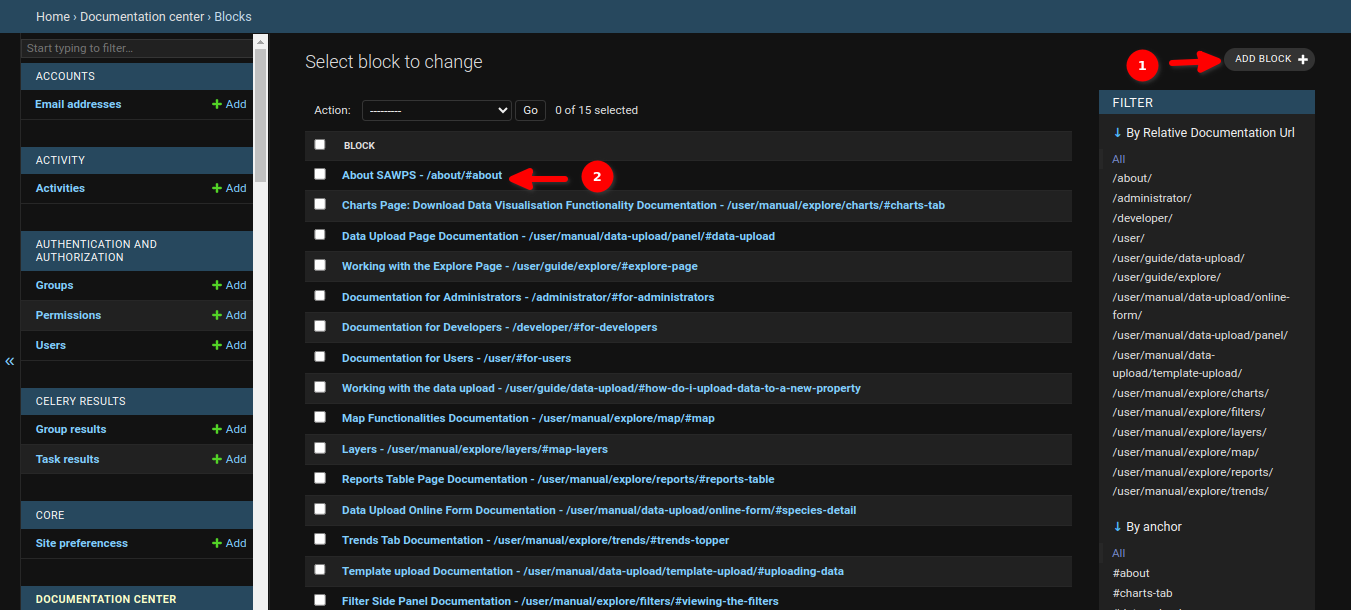 Home › Documentation center › Blocks
Start typing to filter...
ACCOUNTS
Email addresses + Add
ACTIVITY
Activities + Add
AUTHENTICATION AND
AUTHORIZATION
Groups + Add
Permissions + Add
Users + Add
«
CELERY RESULTS
Group results + Add
Task results + Add
CORE
Site preferencess + Add
DOCUMENTATION CENTER
Select block to change
1
ADD BLOCK +
Action: --------- Go 0 of 15 selected
BLOCK
About SAWPS - /about/#about
2
Charts Page: Download Data Visualisation Functionality Documentation - /user/manual/explore/charts/#charts-tab
Data Upload Page Documentation - /user/manual/data-upload/panel/#data-upload
Working with the Explore Page - /user/guide/explore/#explore-page
Documentation for Administrators - /administrator/#for-administrators
Documentation for Developers - /developer/#for-developers
Documentation for Users - /user/#for-users
Working with the data upload - /user/guide/data-upload/#how-do-i-upload-data-to-a-new-property
Map Functionalities Documentation - /user/manual/explore/map/#map
Layers - /user/manual/explore/layers/#map-layers
Reports Table Page Documentation - /user/manual/explore/reports/#reports-table
Data Upload Online Form Documentation - /user/manual/data-upload/online-form/#species-detail
Trends Tab Documentation - /user/manual/explore/trends/#trends-topper
Template upload Documentation - /user/manual/data-upload/template-upload/#uploading-data
Filter Side Panel Documentation - /user/manual/explore/filters/#viewing-the-filters
FILTER
↓ By Relative Documentation Url
All
/about/
/administrator/
/developer/
/user/
/user/guide/data-upload/
/user/guide/explore/
/user/manual/data-upload/online-
form/
/user/manual/data-upload/panel/
/user/manual/data-
upload/template-upload/
/user/manual/explore/charts/
/user/manual/explore/filters/
/user/manual/explore/layers/
/user/manual/explore/map/
/user/manual/explore/reports/
/user/manual/explore/trends/
↓ By anchor
All
#about
#charts-tab